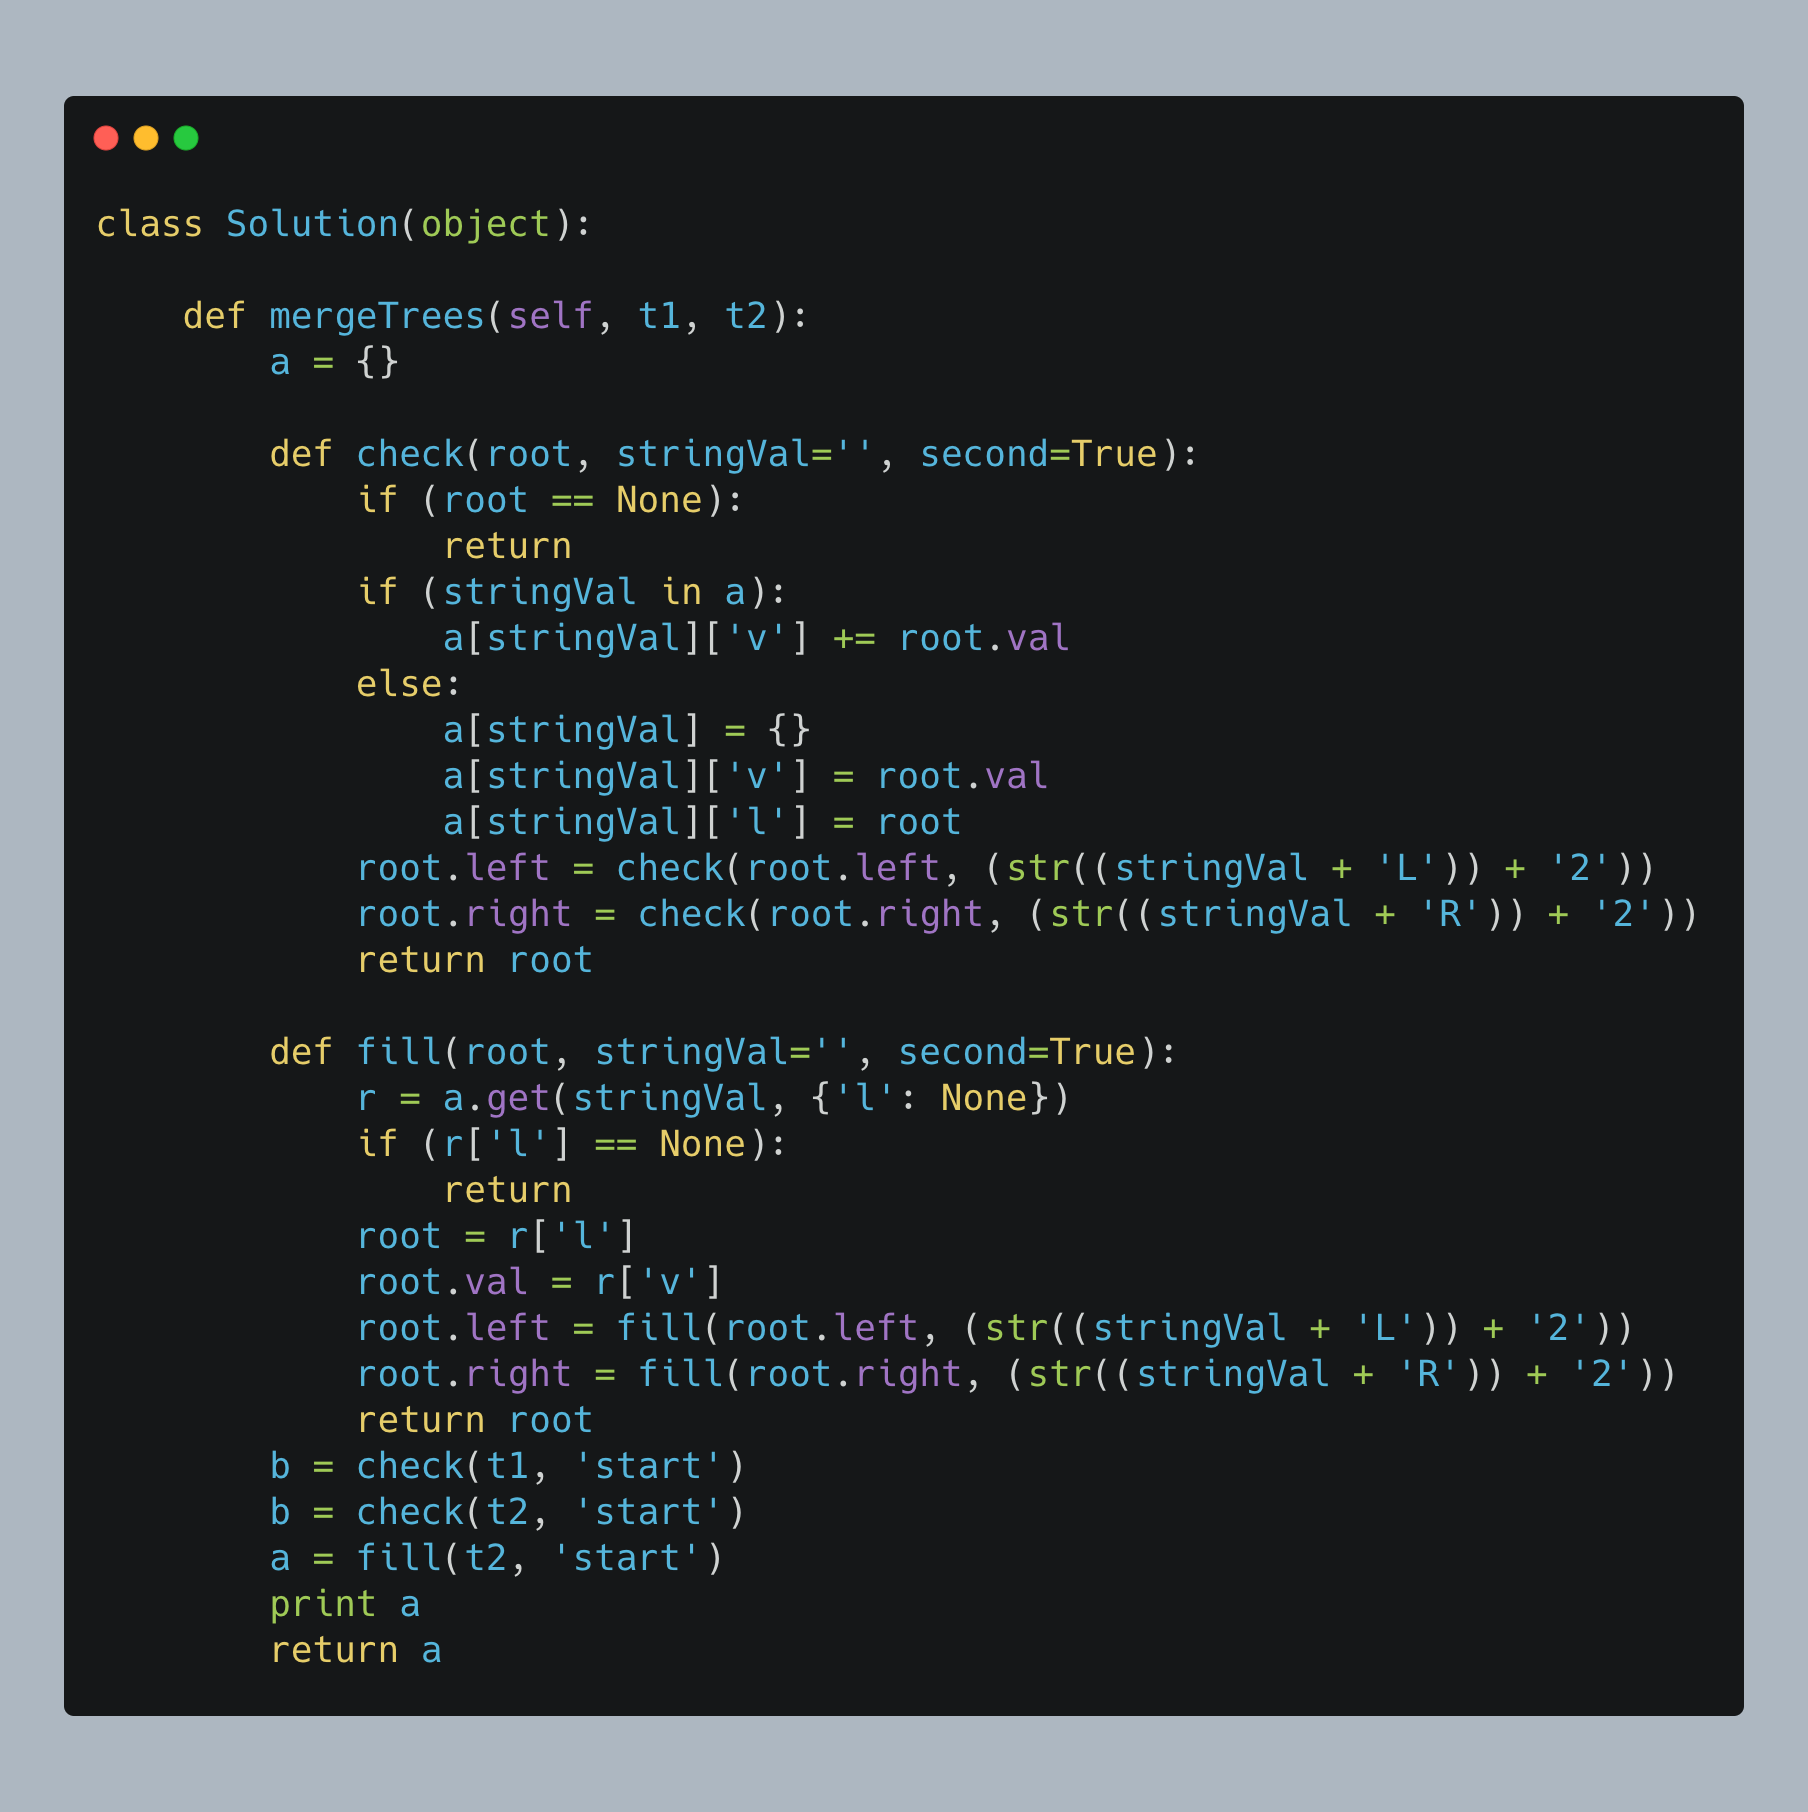 class Solution(object):

    def mergeTrees(self, t1, t2):
        a = {}

        def check(root, stringVal='', second=True):
            if (root == None):
                return
            if (stringVal in a):
                a[stringVal]['v'] += root.val
            else:
                a[stringVal] = {}
                a[stringVal]['v'] = root.val
                a[stringVal]['l'] = root
            root.left = check(root.left, (str((stringVal + 'L')) + '2'))
            root.right = check(root.right, (str((stringVal + 'R')) + '2'))
            return root

        def fill(root, stringVal='', second=True):
            r = a.get(stringVal, {'l': None})
            if (r['l'] == None):
                return
            root = r['l']
            root.val = r['v']
            root.left = fill(root.left, (str((stringVal + 'L')) + '2'))
            root.right = fill(root.right, (str((stringVal + 'R')) + '2'))
            return root
        b = check(t1, 'start')
        b = check(t2, 'start')
        a = fill(t2, 'start')
        print a
        return a